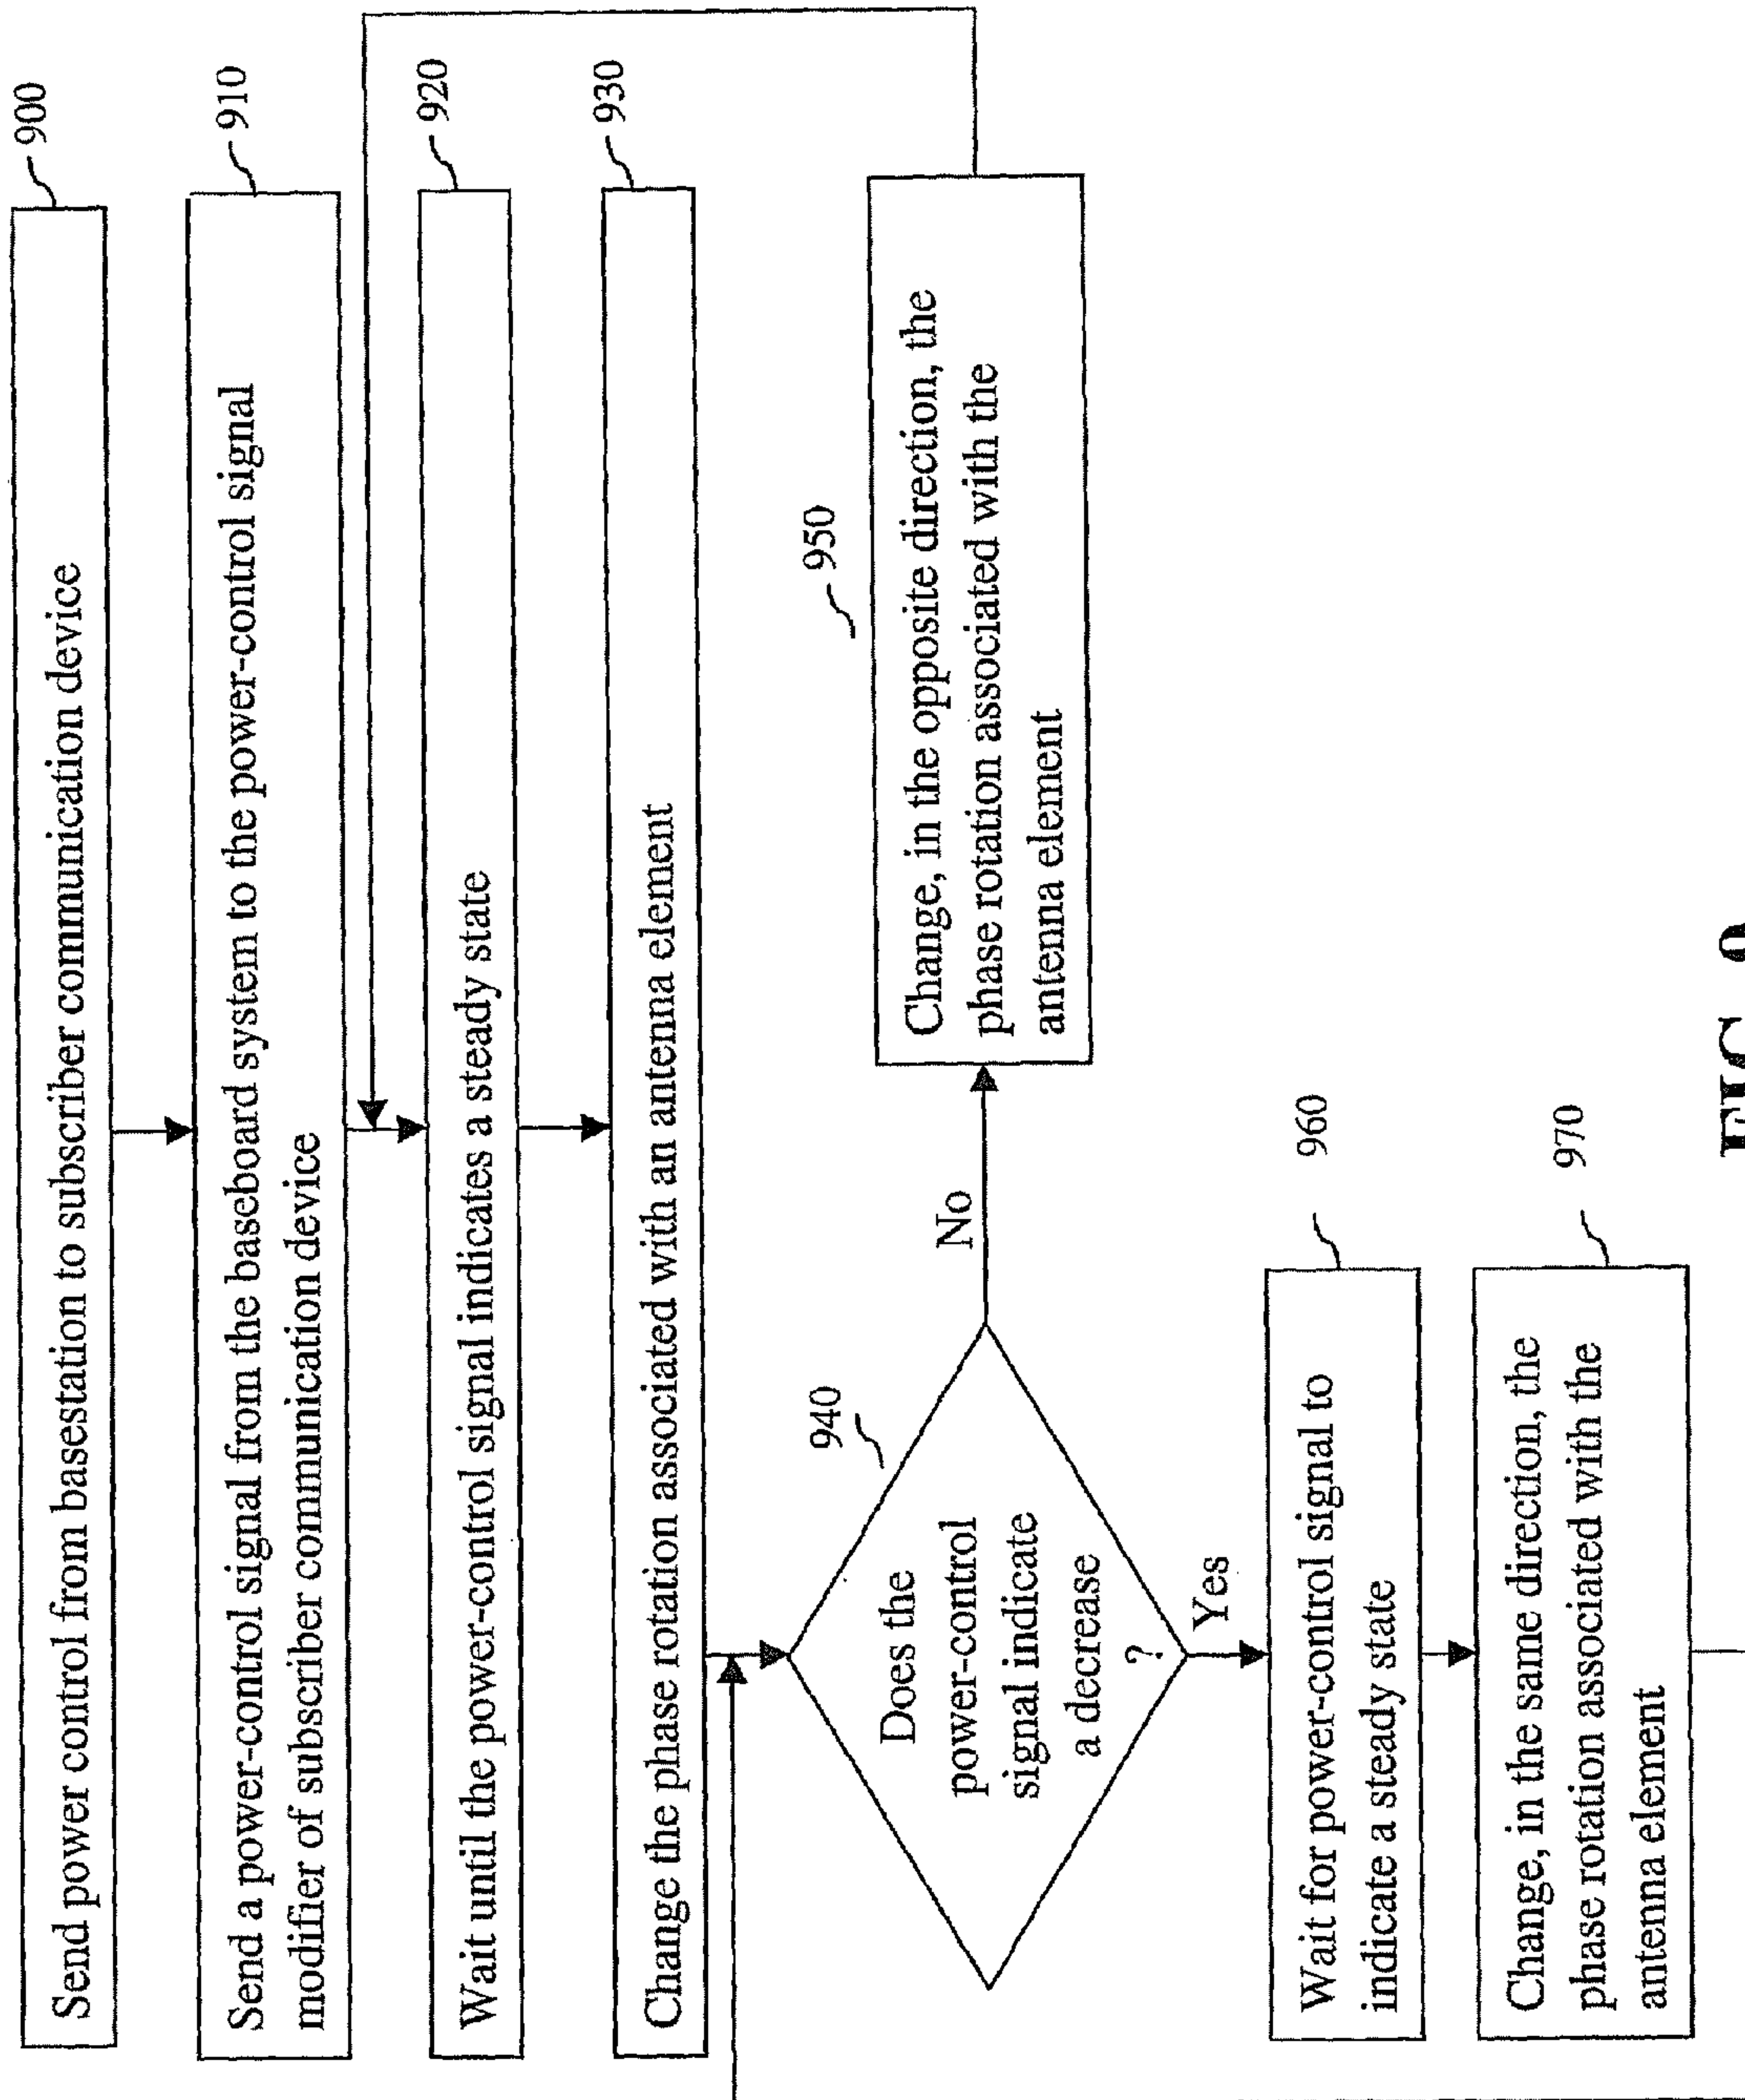 900
Send power control from basestation to subscriber communication device
910
Send a power-control signal from the baseboard system to the power-control signal
modifier of subscriber communication device
920
Wait until the power-control signal indicates a steady state
930
Change the phase rotation associated with an antenna element
940
Does the
power-control
signal indicate
a decrease
?
No
950
Change, in the opposite direction, the
phase rotation associated with the
antenna element
Yes
960
Wait for power-control signal to
indicate a steady state
970
Change, in the same direction, the
phase rotation associated with the
antenna element
FIG. 9